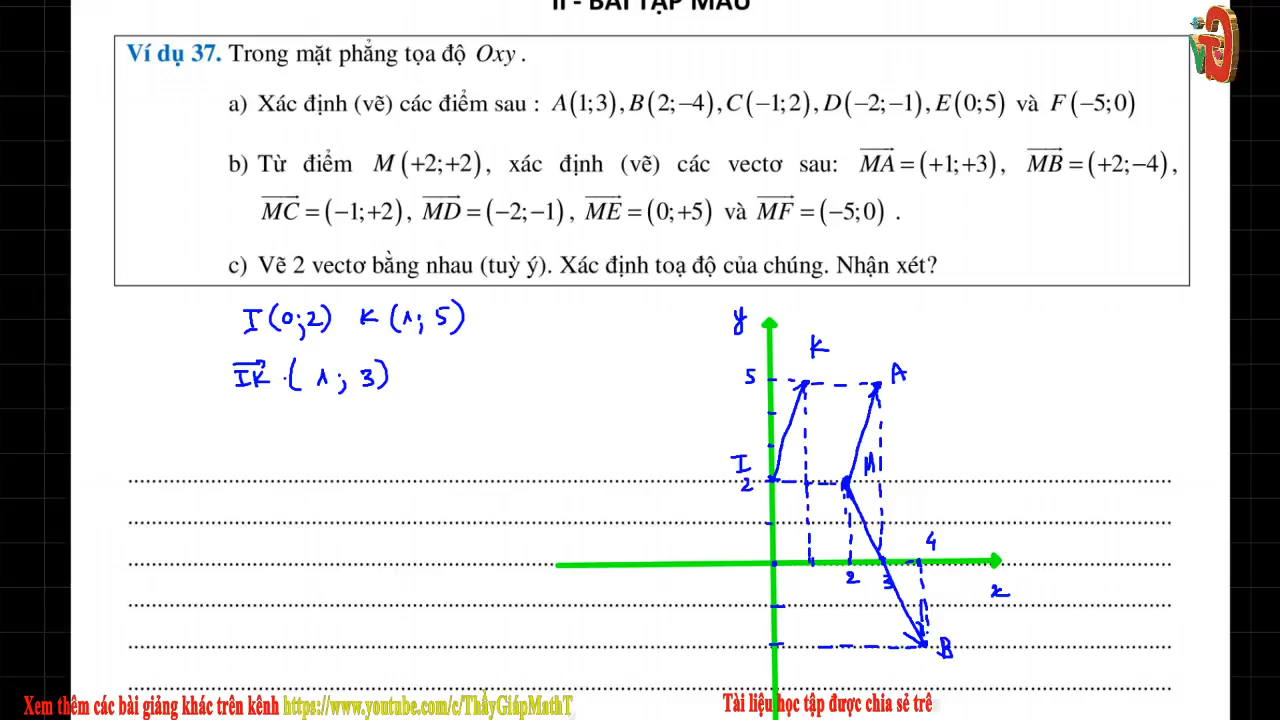 II - BÀI TẬP MẪU
Ví dụ 37. Trong mặt phẳng tọa độ Oxy .
a) Xác định (vẽ) các điểm sau : A(1;3), B(2;−4), C(−1;2), D(−2;−1), E(0;5) và F(−5;0)
b) Từ điểm M(+2;+2), xác định (vẽ) các vectơ sau: MA = (+1;+3), MB = (+2;−4),
MC = (−1;+2), MD = (−2;−1), ME = (0;+5) và MF = (−5;0) .
c) Vẽ 2 vectơ bằng nhau (tuỳ ý). Xác định toạ độ của chúng. Nhận xét?
I (0;2) K (1; 5)
IK (1; 3)
y
K
5
A
I
M
2
4
2
3
x
B
Xem thêm các bài giảng khác trên kênh https://www.youtube.com/c/ThầyGiápMathT
Tài liệu học tập được chia sẻ trê